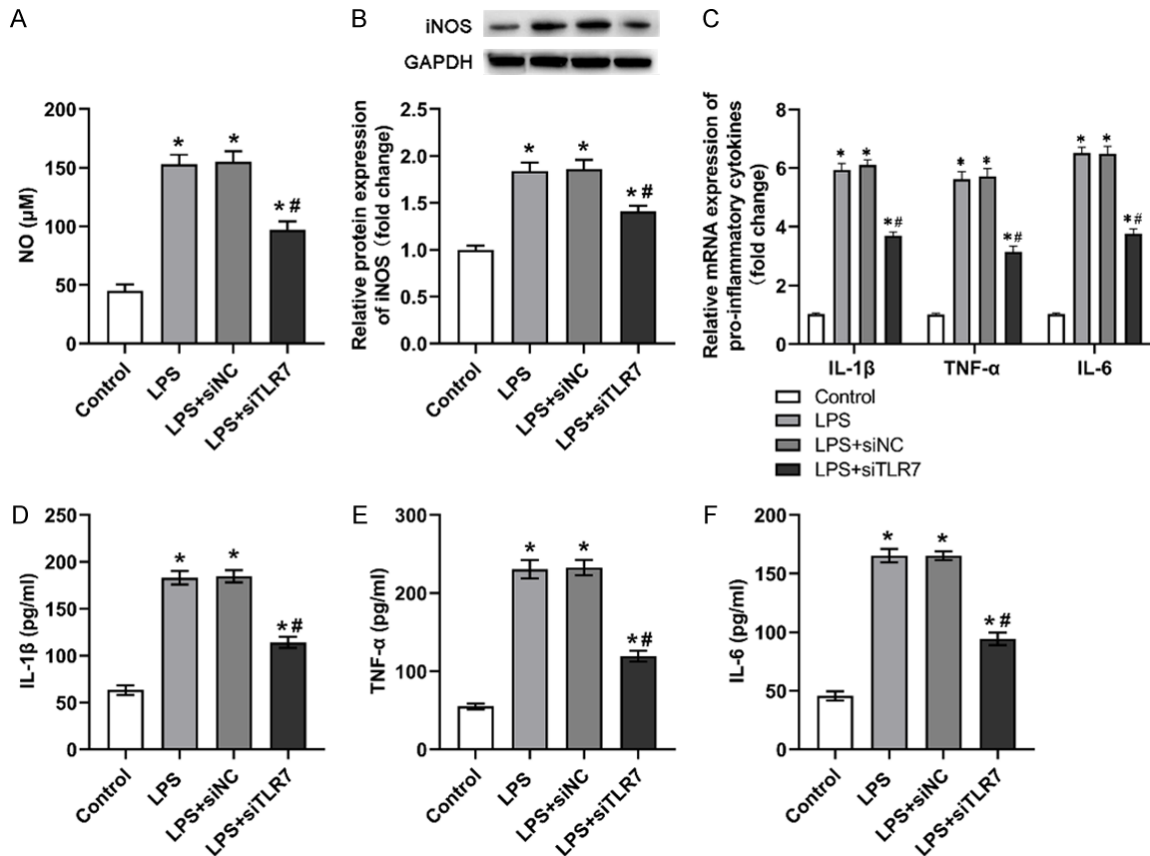 A
NO (μM)
200
150
100
50
0
*
*
*#
Control
LPS
LPS+siNC
LPS+siTLR7
B
iNOS
GAPDH
Relative protein expression
of iNOS (fold change)
2.5
2.0
1.5
1.0
0.5
0.0
*
*
*#
Control
LPS
LPS+siNC
LPS+siTLR7
C
Relative mRNA expression of
pro-inflammatory cytokines
(fold change)
8
6
4
2
0
*
*
*#
*
*
*#
*
*
*#
IL-1β
TNF-α
IL-6
Control
LPS
LPS+siNC
LPS+siTLR7
D
IL-1β (pg/ml)
250
200
150
100
50
0
*
*
*#
Control
LPS
LPS+siNC
LPS+siTLR7
E
TNF-α (pg/ml)
300
200
100
0
*
*
*#
Control
LPS
LPS+siNC
LPS+siTLR7
F
IL-6 (pg/ml)
200
150
100
50
0
*
*
*#
Control
LPS
LPS+siNC
LPS+siTLR7